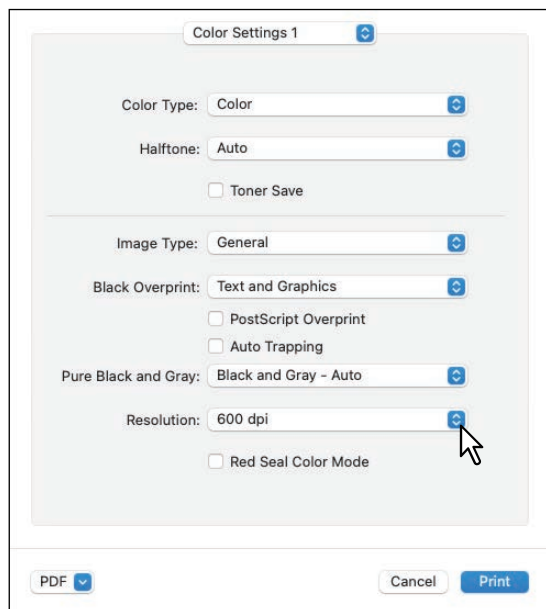 Color Settings 1
Color Type: Color
Halftone: Auto
Toner Save
Image Type: General
Black Overprint: Text and Graphics
PostScript Overprint
Auto Trapping
Pure Black and Gray: Black and Gray - Auto
Resolution: 600 dpi
Red Seal Color Mode
PDF Cancel Print